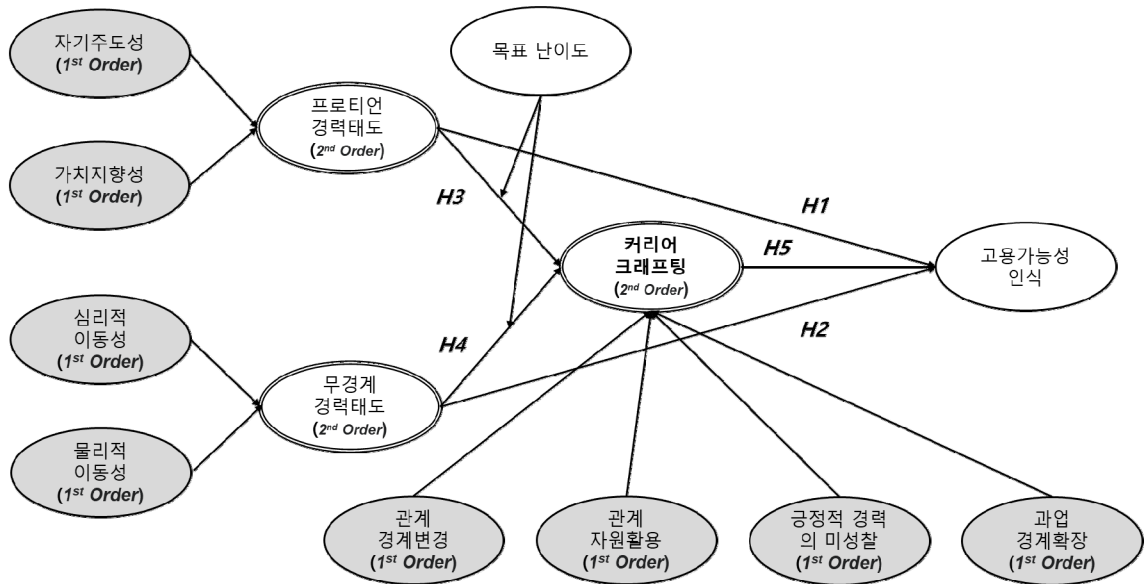 자기주도성
(1st Order)
목표 난이도
프로티언
경력태도
(2nd Order)
가치지향성
(1st Order)
H3
H1
커리어
크래프팅
(2nd Order)
H5
고용가능성
인식
심리적
이동성
(1st Order)
H4
H2
무경계
경력태도
(2nd Order)
물리적
이동성
(1st Order)
관계
경계변경
(1st Order)
관계
자원활용
(1st Order)
긍정적 경력
의 미성찰
(1st Order)
과업
경계확장
(1st Order)